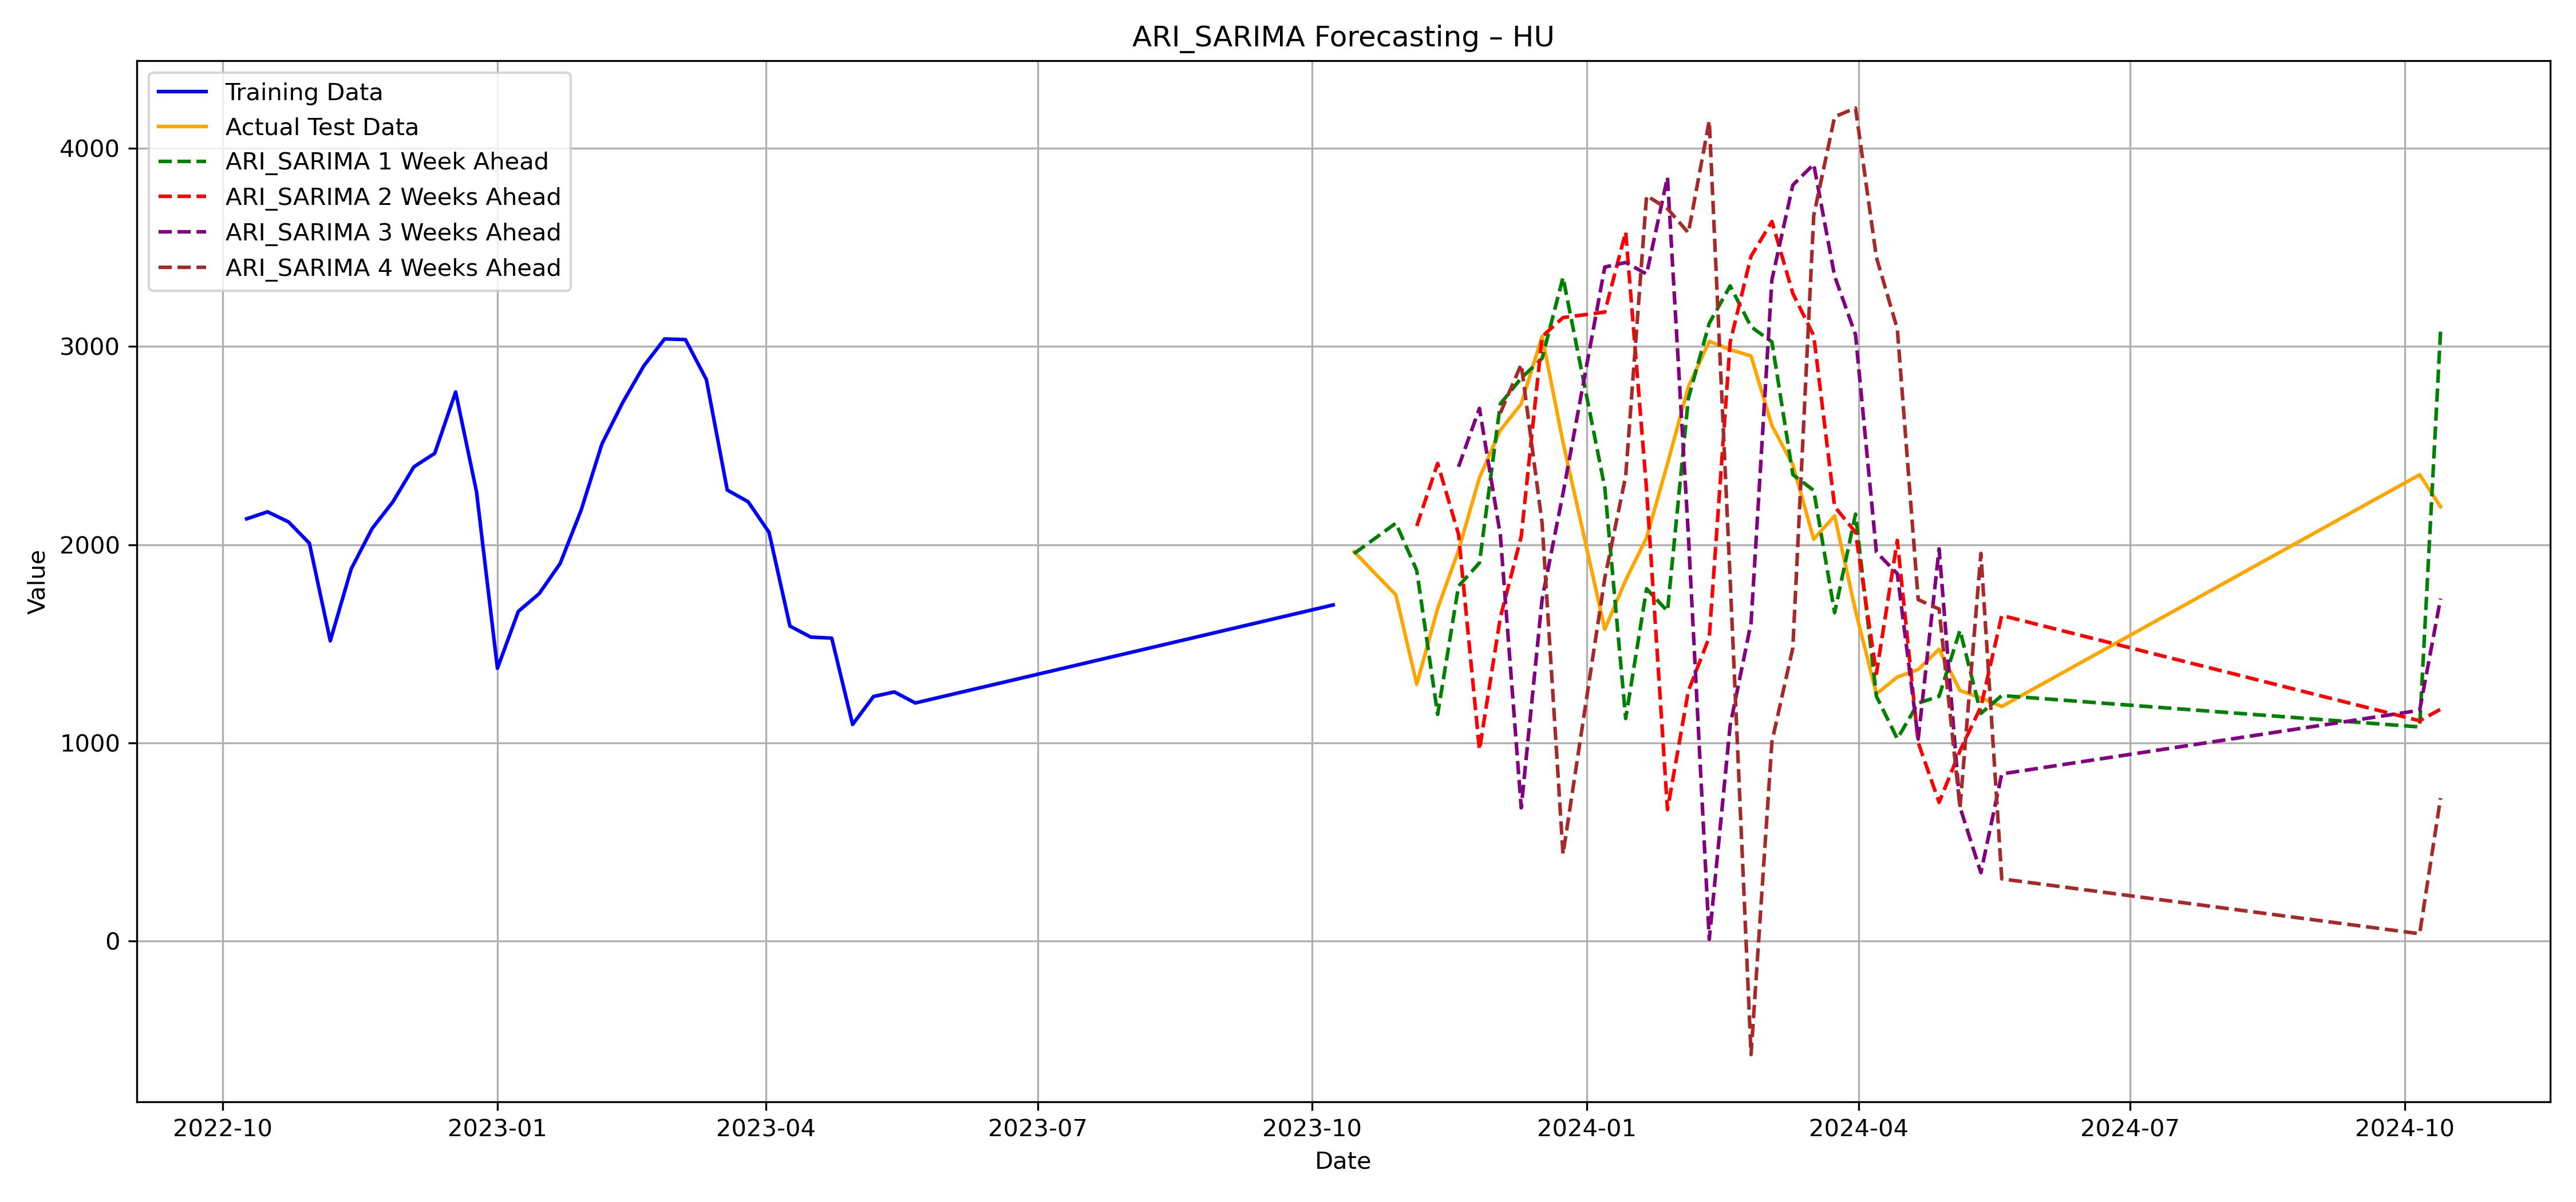 ARI_SARIMA Forecasting – HU
Training Data
Actual Test Data
ARI_SARIMA 1 Week Ahead
ARI_SARIMA 2 Weeks Ahead
ARI_SARIMA 3 Weeks Ahead
ARI_SARIMA 4 Weeks Ahead
4000
3000
2000
1000
0
Value
2022-10
2023-01
2023-04
2023-07
2023-10
2024-01
2024-04
2024-07
2024-10
Date